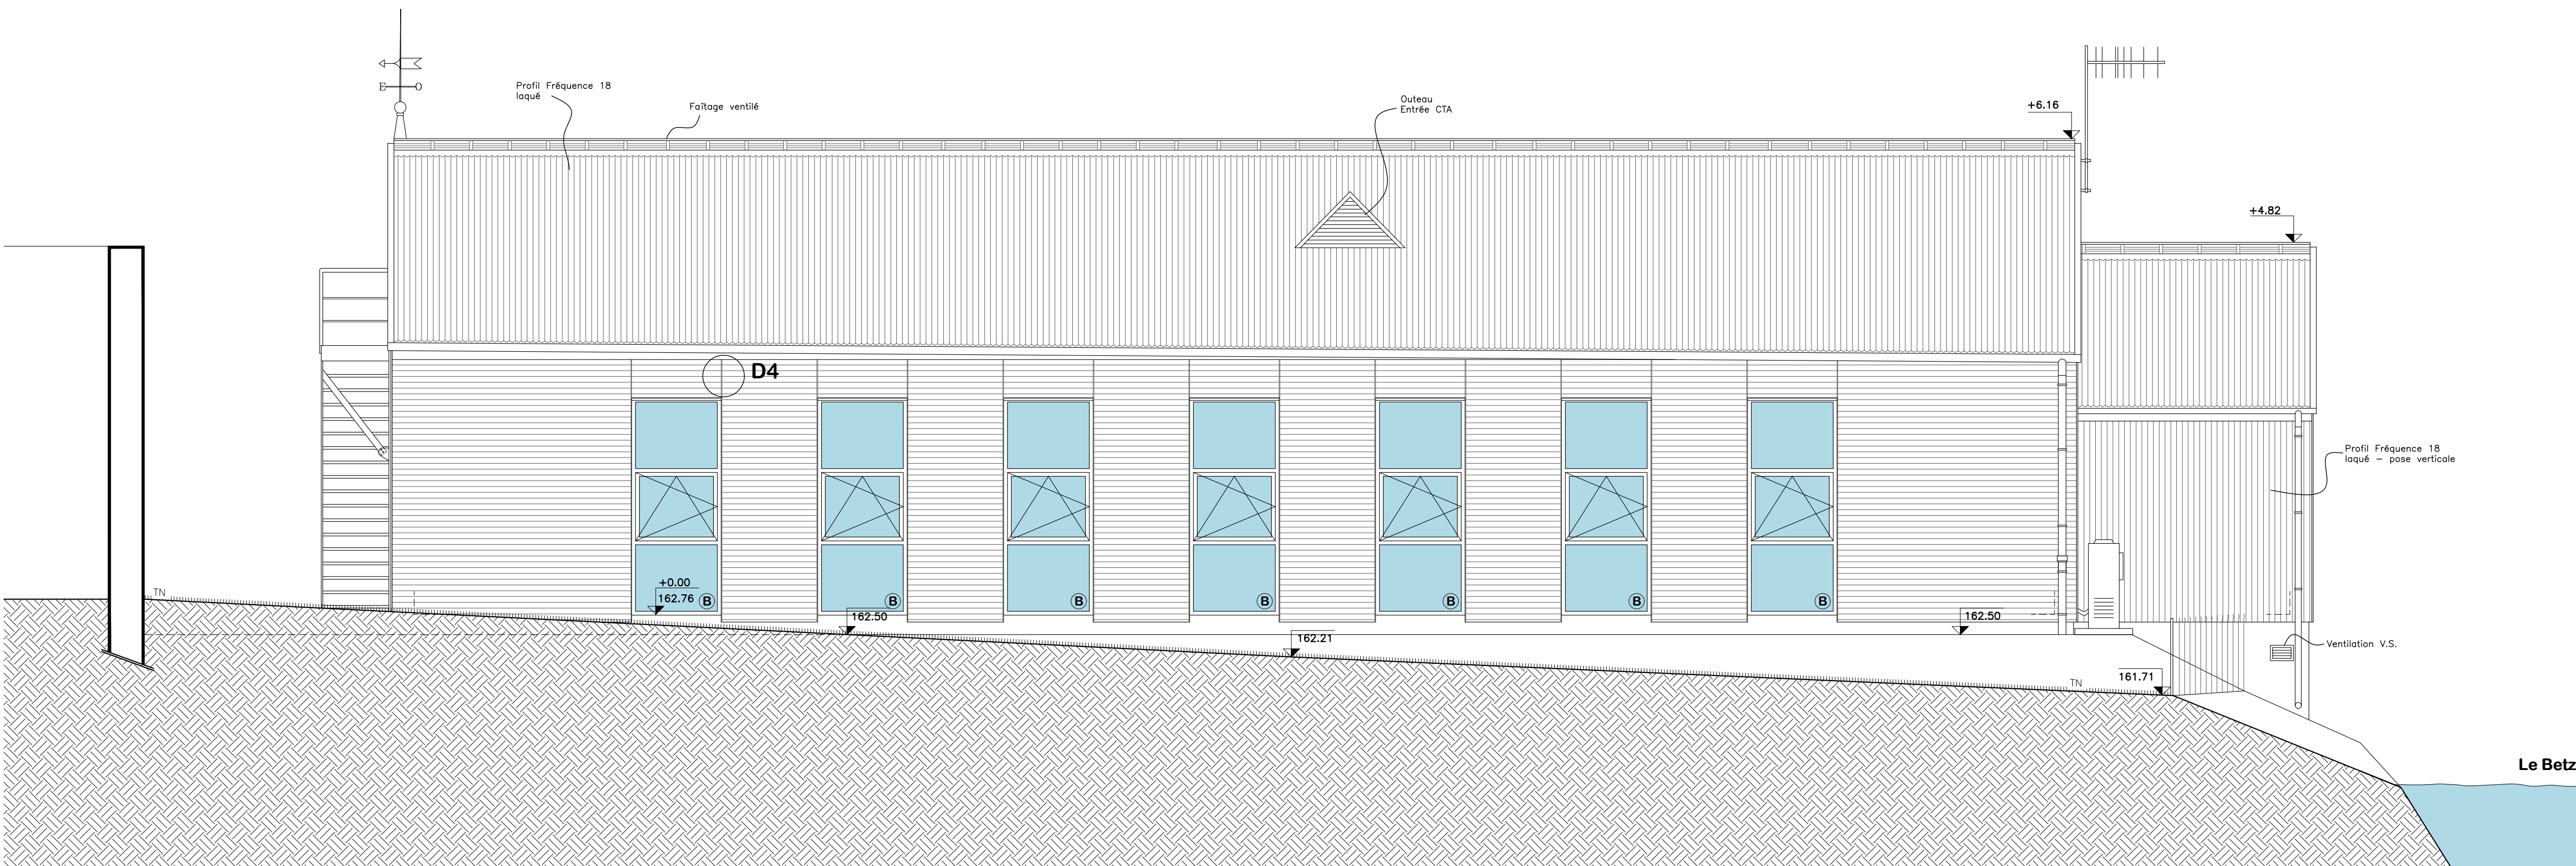 E O
Profil Fréquence 18
laqué
Faîtage ventilé
Outeau
Entrée CTA
+6.16
+4.82
D4
Profil Fréquence 18
laqué – pose verticale
+0.00
162.76
B
B
B
B
B
B
B
TN
162.50
162.21
162.50
Ventilation V.S.
161.71
TN
Le Betz